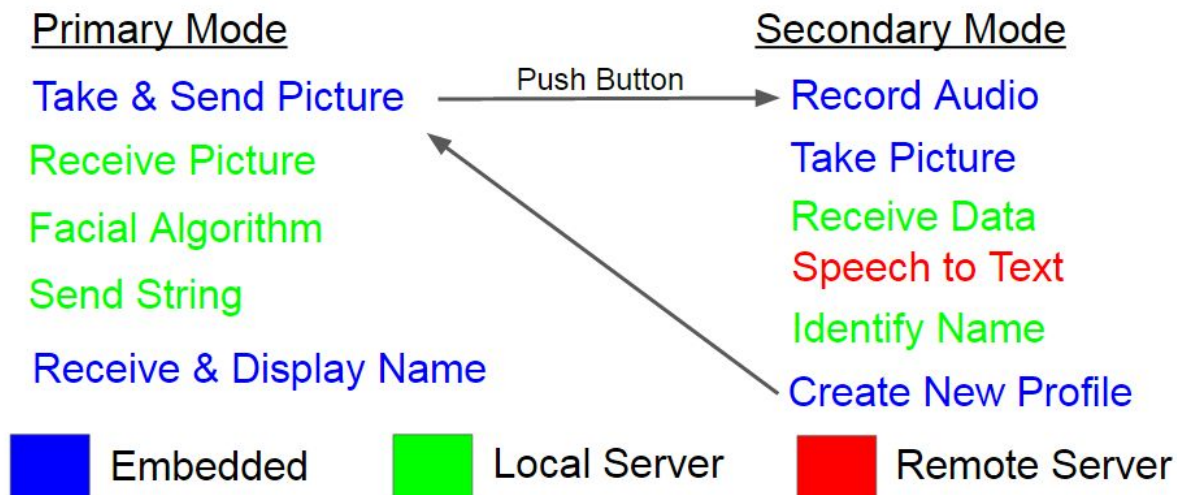 Primary Mode
Take & Send Picture
Receive Picture
Facial Algorithm
Send String
Receive & Display Name
Push Button
Secondary Mode
Record Audio
Take Picture
Receive Data
Speech to Text
Identify Name
Create New Profile
Embedded
Local Server
Remote Server